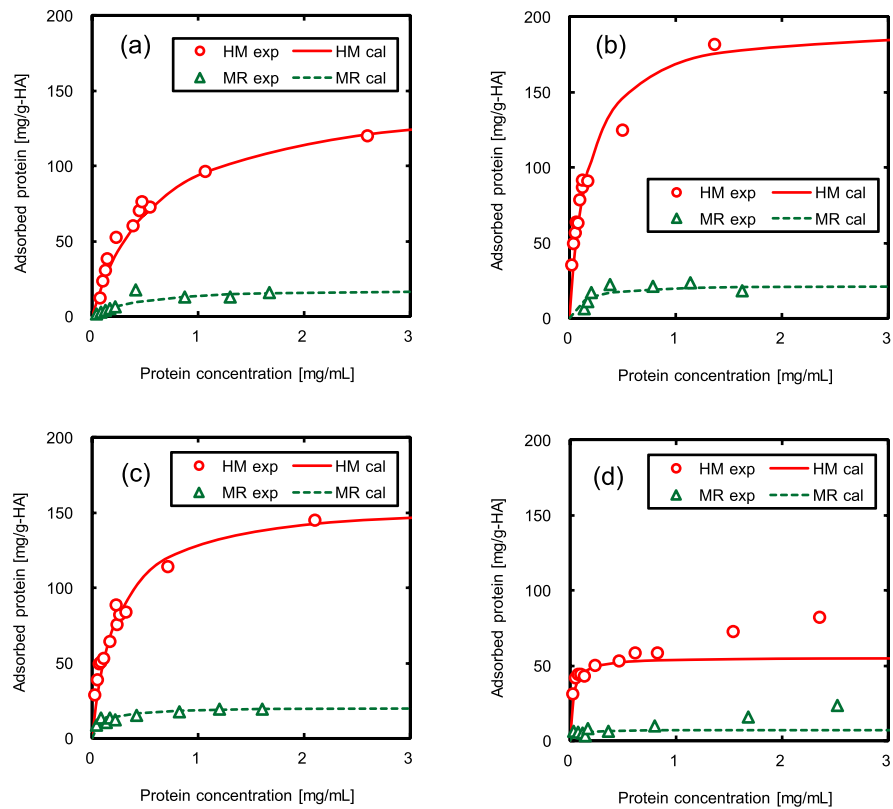 (a)
HM exp HM cal
MR exp MR cal
200
150
100
50
0
0 1 2 3
Adsorbed protein [mg/g-HA]
Protein concentration [mg/mL]
(b)
HM exp HM cal
MR exp MR cal
200
150
100
50
0
0 1 2 3
Adsorbed protein [mg/g-HA]
Protein concentration [mg/mL]
(c)
HM exp HM cal
MR exp MR cal
200
150
100
50
0
0 1 2 3
Adsorbed protein [mg/g-HA]
Protein concentration [mg/mL]
(d)
HM exp HM cal
MR exp MR cal
200
150
100
50
0
0 1 2 3
Adsorbed protein [mg/g-HA]
Protein concentration [mg/mL]